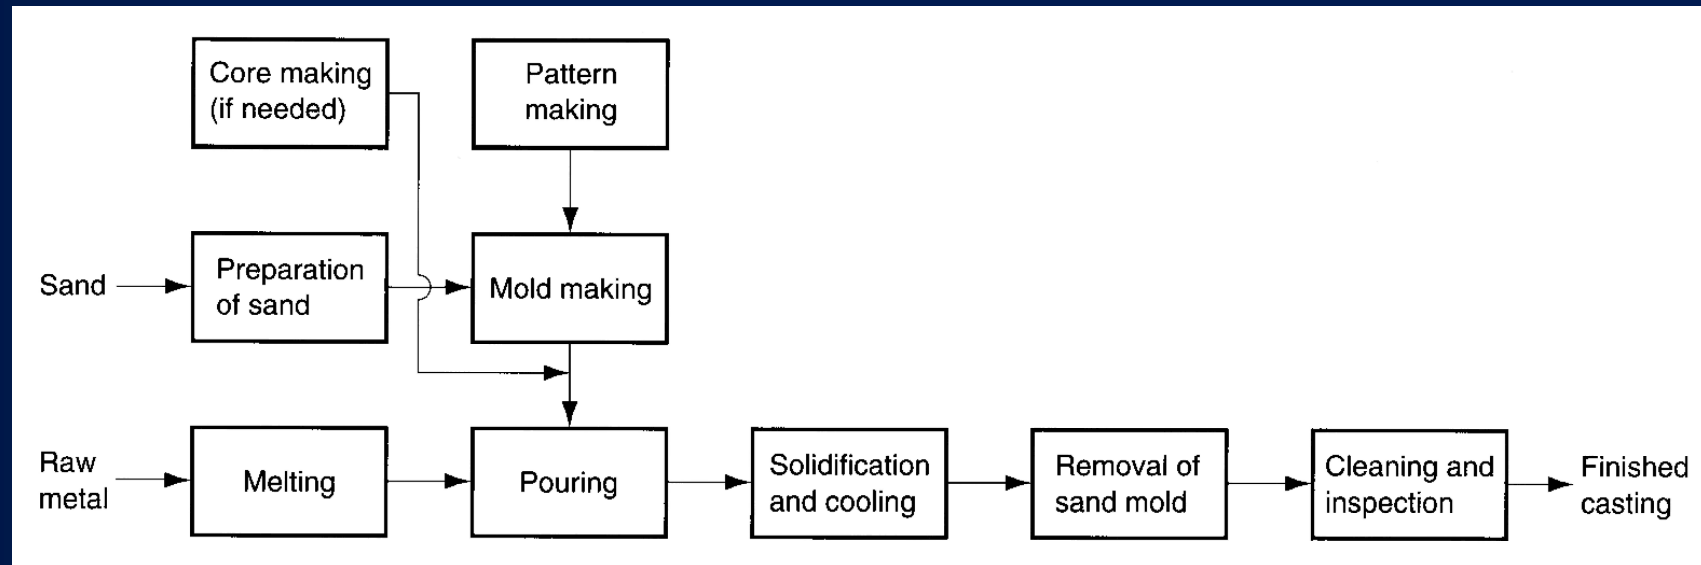 Core making
(if needed)
Pattern
making
Sand
Preparation
of sand
Mold making
Raw
metal
Melting
Pouring
Solidification
and cooling
Removal of
sand mold
Cleaning and
inspection
Finished
casting